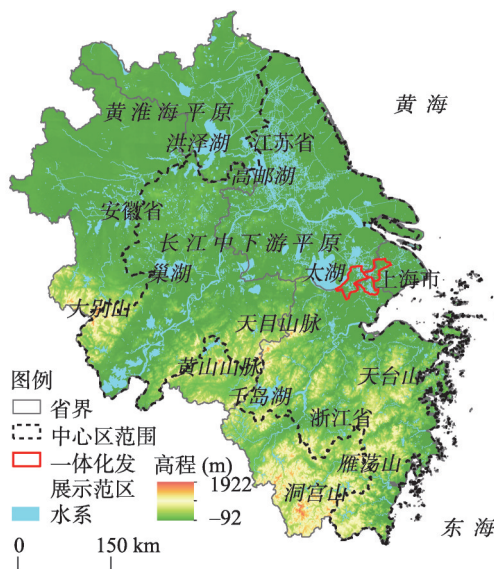 黄海
黄淮海平原
洪泽湖
江苏省
高邮湖
安徽省
长江中下游平原
巢湖
太湖
上海市
大别山
天目山脉
黄山山脉
千岛湖
天台山
浙江省
雁荡山
洞宫山
东海
图例
省界
中心区范围
一体化发
展示范区
水系
高程 (m)
1922
–92
0 150 km